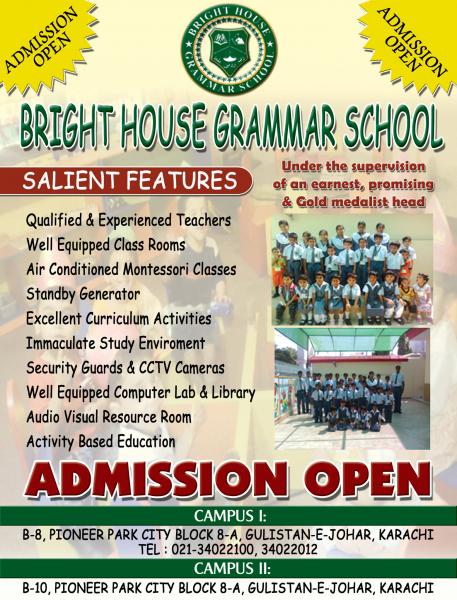 ADMISSION
OPEN
BRIGHT HOUSE
GRAMMAR SCHOOL
ADMISSION
OPEN
BRIGHT HOUSE GRAMMAR SCHOOL
SALIENT FEATURES
Under the supervision
of an earnest, promising
& Gold medalist head
Qualified & Experienced Teachers
Well Equipped Class Rooms
Air Conditioned Montessori Classes
Standby Generator
Excellent Curriculum Activities
Immaculate Study Enviroment
Security Guards & CCTV Cameras
Well Equipped Computer Lab & Library
Audio Visual Resource Room
Activity Based Education
ADMISSION OPEN
CAMPUS I:
B-8, PIONEER PARK CITY BLOCK 8-A, GULISTAN-E-JOHAR, KARACHI
TEL : 021-34022100, 34022012
CAMPUS II:
B-10, PIONEER PARK CITY BLOCK 8-A, GULISTAN-E-JOHAR, KARACHI